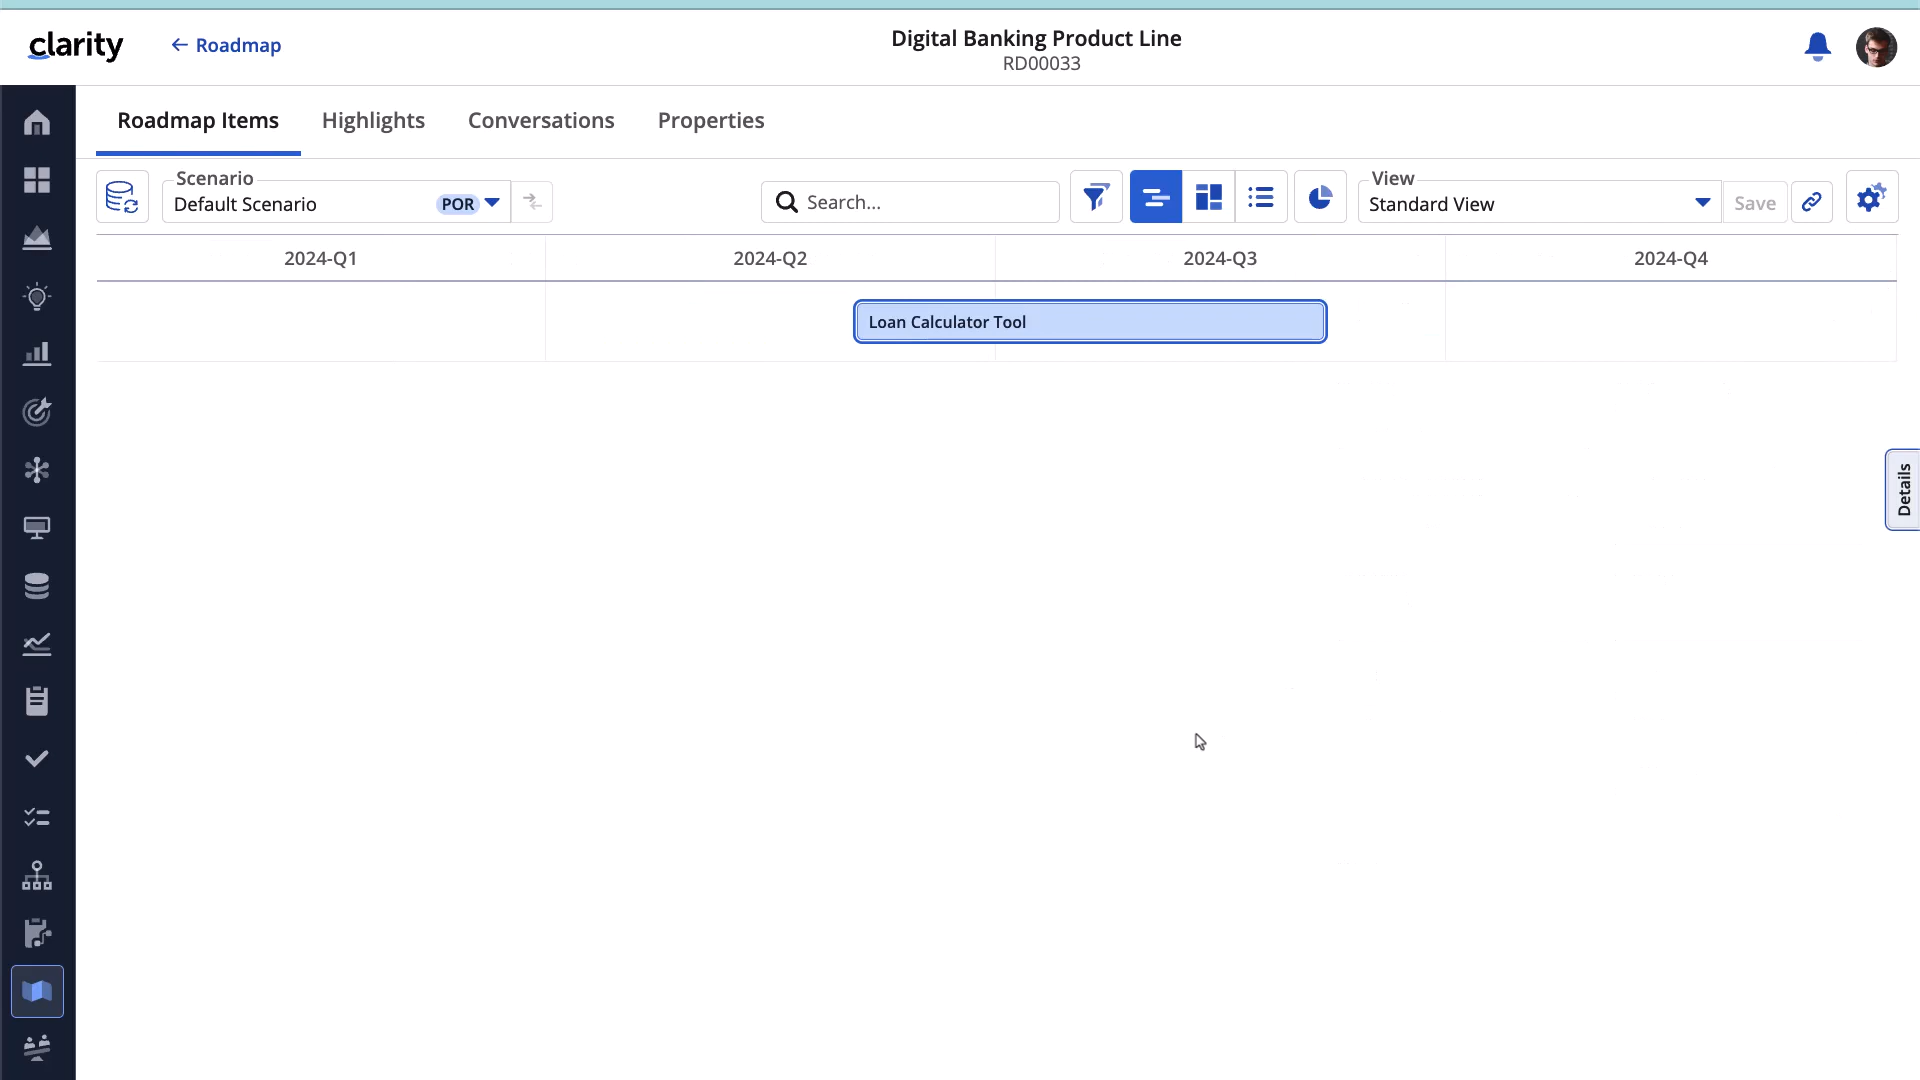 clarity
Roadmap
Digital Banking Product Line
RD00033
Roadmap Items
Highlights
Conversations
Properties
Scenario
Default Scenario
POR
Search...
View
Standard View
Save
2024-Q1
2024-Q2
2024-Q3
2024-Q4
Loan Calculator Tool
Details